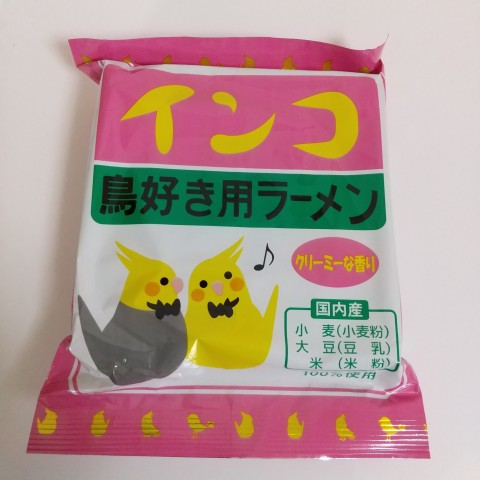 インコ
鳥好き用ラーメン
クリーミーな香り
国内産
小麦(小麦粉)
大豆(豆乳)
米(米粉)
100%使用